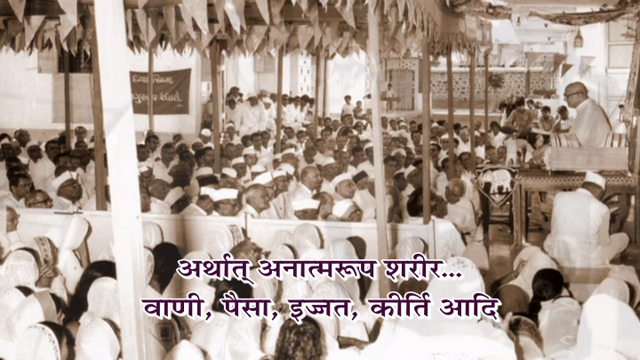 अर्थात् अनात्मरूप शरीर...
वाणी, पैसा, इज्जत, कीर्ति आदि